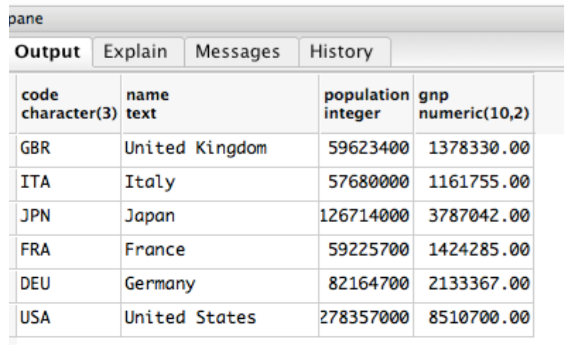 pane
Output Explain Messages History
code name population gnp
character(3) text integer numeric(10,2)
GBR United Kingdom 59623400 1378330.00
ITA Italy 57680000 1161755.00
JPN Japan 126714000 3787042.00
FRA France 59225700 1424285.00
DEU Germany 82164700 2133367.00
USA United States 278357000 8510700.00